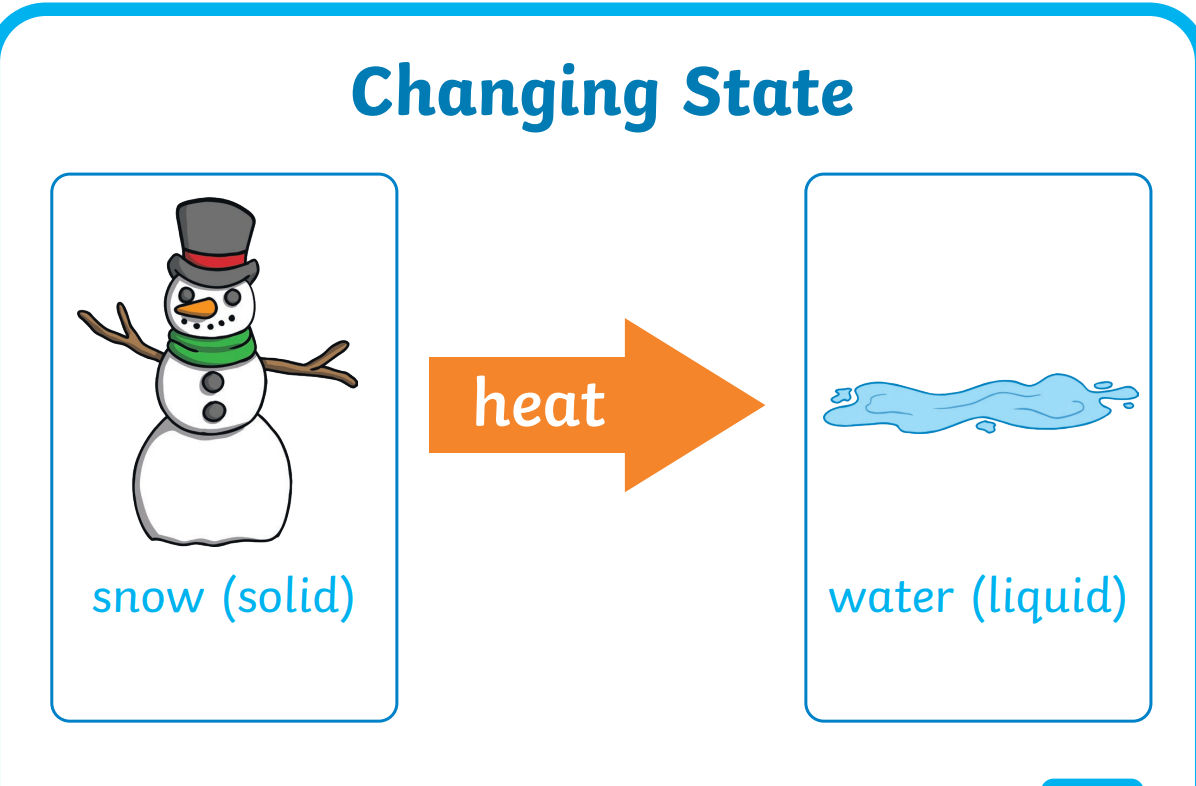 Changing State
heat
snow (solid)
water (liquid)